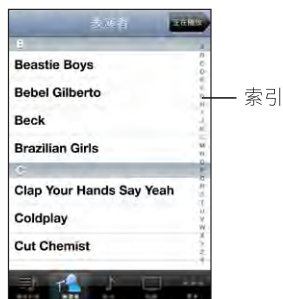 表演者
正在播放
B
Beastie Boys
Bebel Gilberto
索引
Beck
Brazilian Girls
C
Clap Your Hands Say Yeah
Coldplay
Cut Chemist